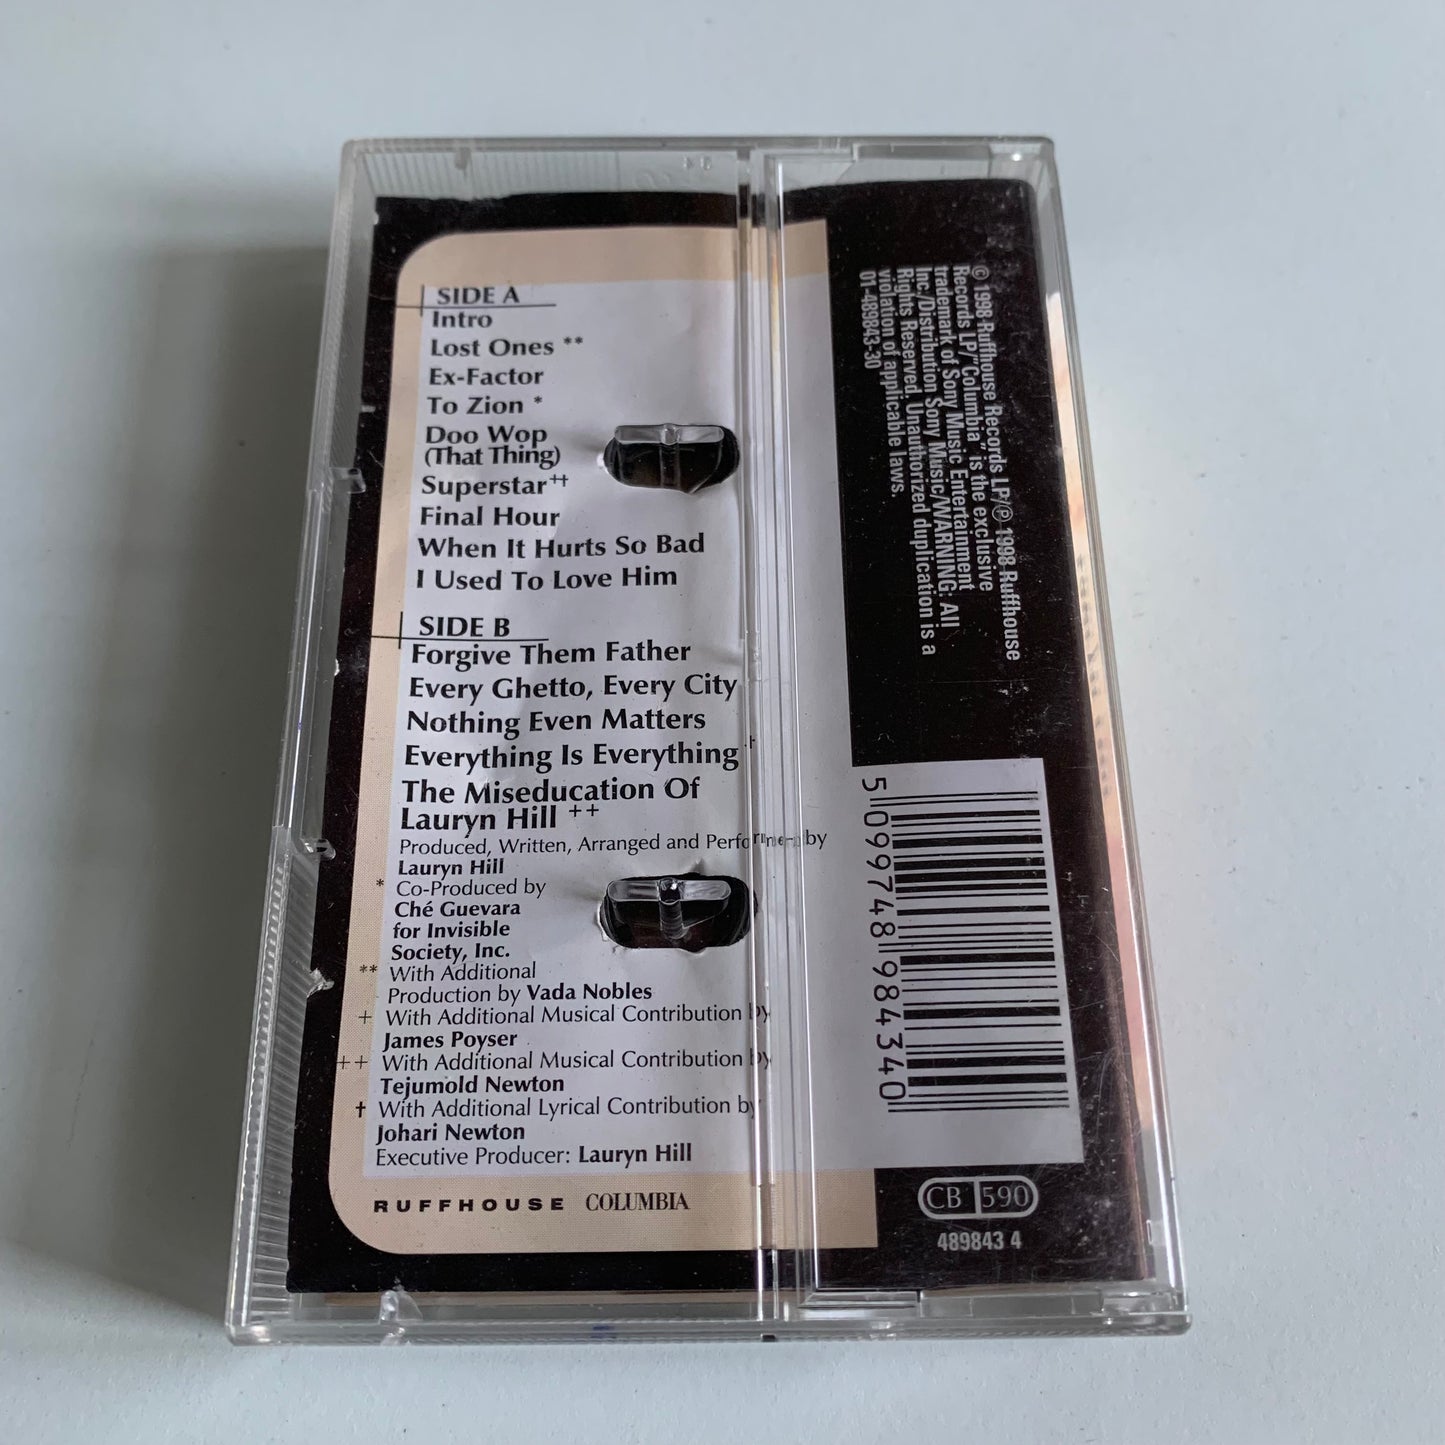 SIDE A
Intro
Lost Ones **
Ex-Factor
To Zion *
Doo Wop
(That Thing)
Superstar++
Final Hour
When It Hurts So Bad
I Used To Love Him
SIDE B
Forgive Them Father
Every Ghetto, Every City
Nothing Even Matters
Everything Is Everything †
The Miseducation Of
Lauryn Hill ++
Produced, Written, Arranged and Performed by
Lauryn Hill
* Co-Produced by
Ché Guevara
for Invisible
Society, Inc.
** With Additional
Production by Vada Nobles
+ With Additional Musical Contribution by
James Poyser
++ With Additional Musical Contribution by
Tejumold Newton
† With Additional Lyrical Contribution by
Johari Newton
Executive Producer: Lauryn Hill
RUFFHOUSE COLUMBIA
© 1998 Ruffhouse Records LP/℗ 1998 Ruffhouse
Records LP/"Columbia" is the exclusive
trademark of Sony Music Entertainment
Inc./Distribution Sony Music/WARNING: All
Rights Reserved. Unauthorized duplication is a
violation of applicable laws.
01-489843-30
5 099748 984340
CB 590
489843 4